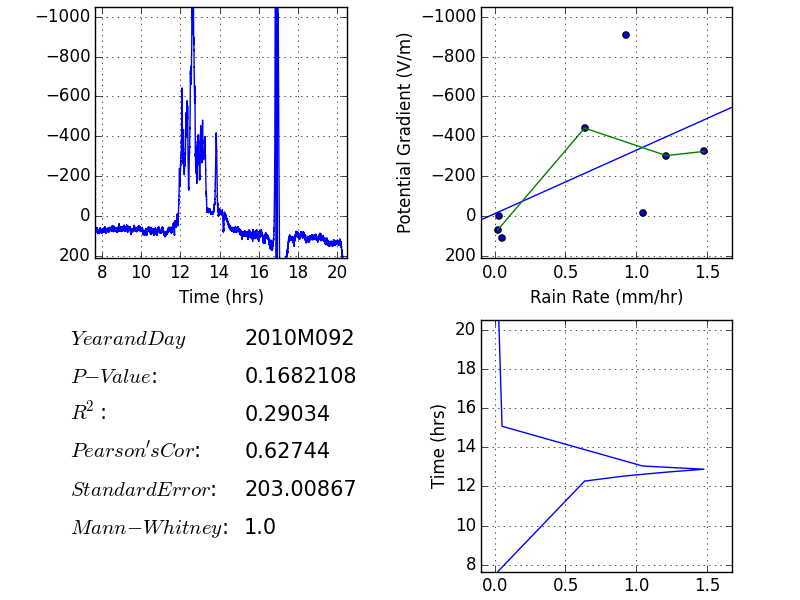 −1000
−800
−600
−400
−200
0
200
8 10 12 14 16 18 20
Time (hrs)
−1000
−800
−600
−400
−200
0
200
Potential Gradient (V/m)
0.0 0.5 1.0 1.5
Rain Rate (mm/hr)
YearandDay 2010M092
P−Value: 0.1682108
R²: 0.29034
Pearson'sCor: 0.62744
StandardError: 203.00867
Mann−Whitney: 1.0
20
18
16
14
12
10
8
Time (hrs)
0.0 0.5 1.0 1.5